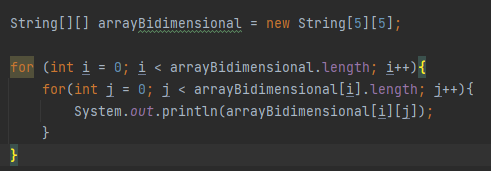 String[][] arrayBidimensional = new String[5][5];
for (int i = 0; i < arrayBidimensional.length; i++){
for(int j = 0; j < arrayBidimensional[i].length; j++){
System.out.println(arrayBidimensional[i][j]);
}
}